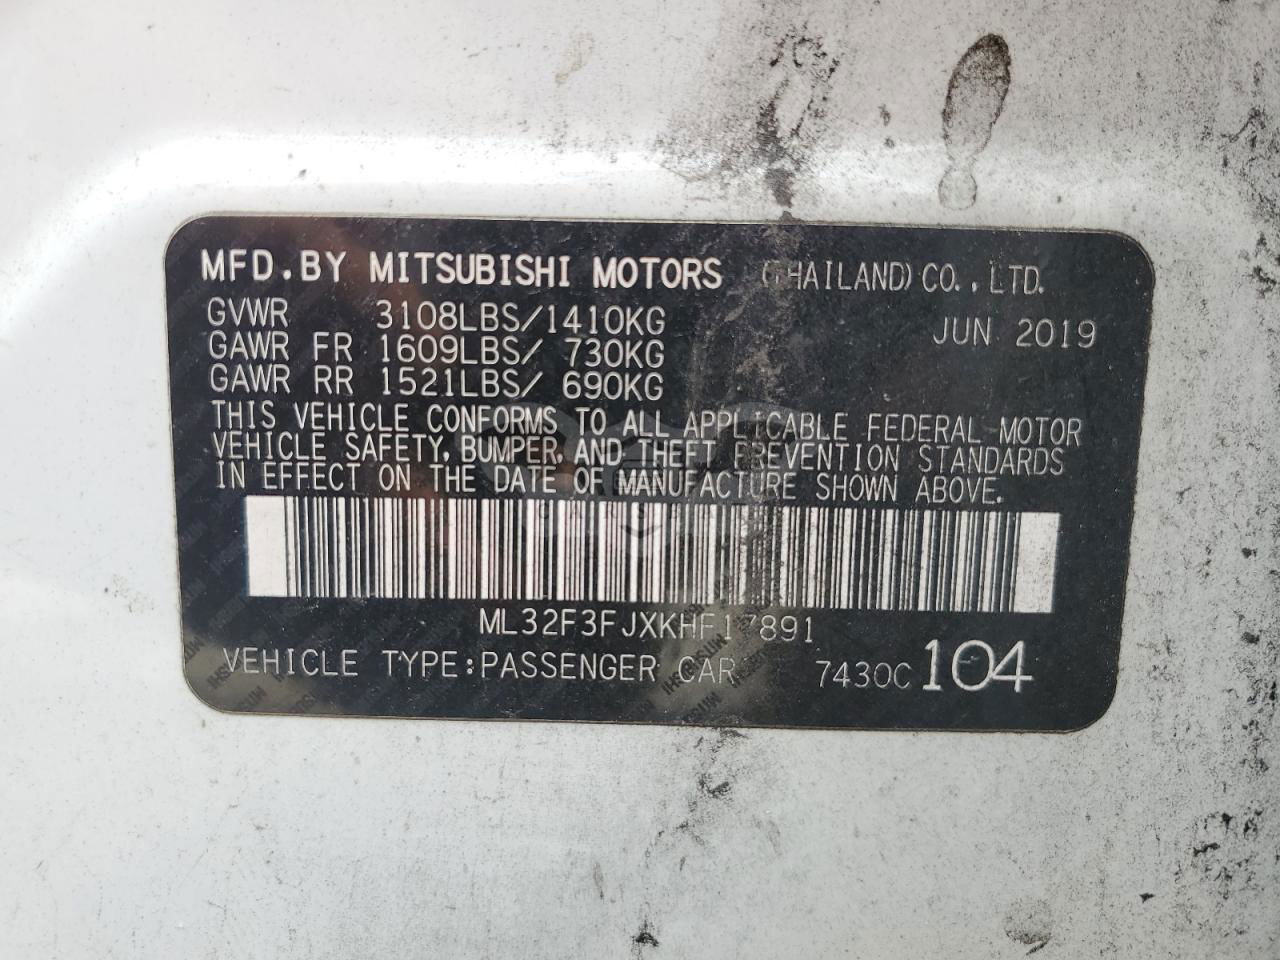 MFD.BY MITSUBISHI MOTORS (THAILAND)CO.,LTD.
GVWR 3108LBS/1410KG JUN 2019
GAWR FR 1609LBS/ 730KG
GAWR RR 1521LBS/ 690KG
THIS VEHICLE CONFORMS TO ALL APPLICABLE FEDERAL MOTOR
VEHICLE SAFETY, BUMPER, AND THEFT PREVENTION STANDARDS
IN EFFECT ON THE DATE OF MANUFACTURE SHOWN ABOVE.
ML32F3FJXKHF17891
VEHICLE TYPE:PASSENGER CAR 7430C 104